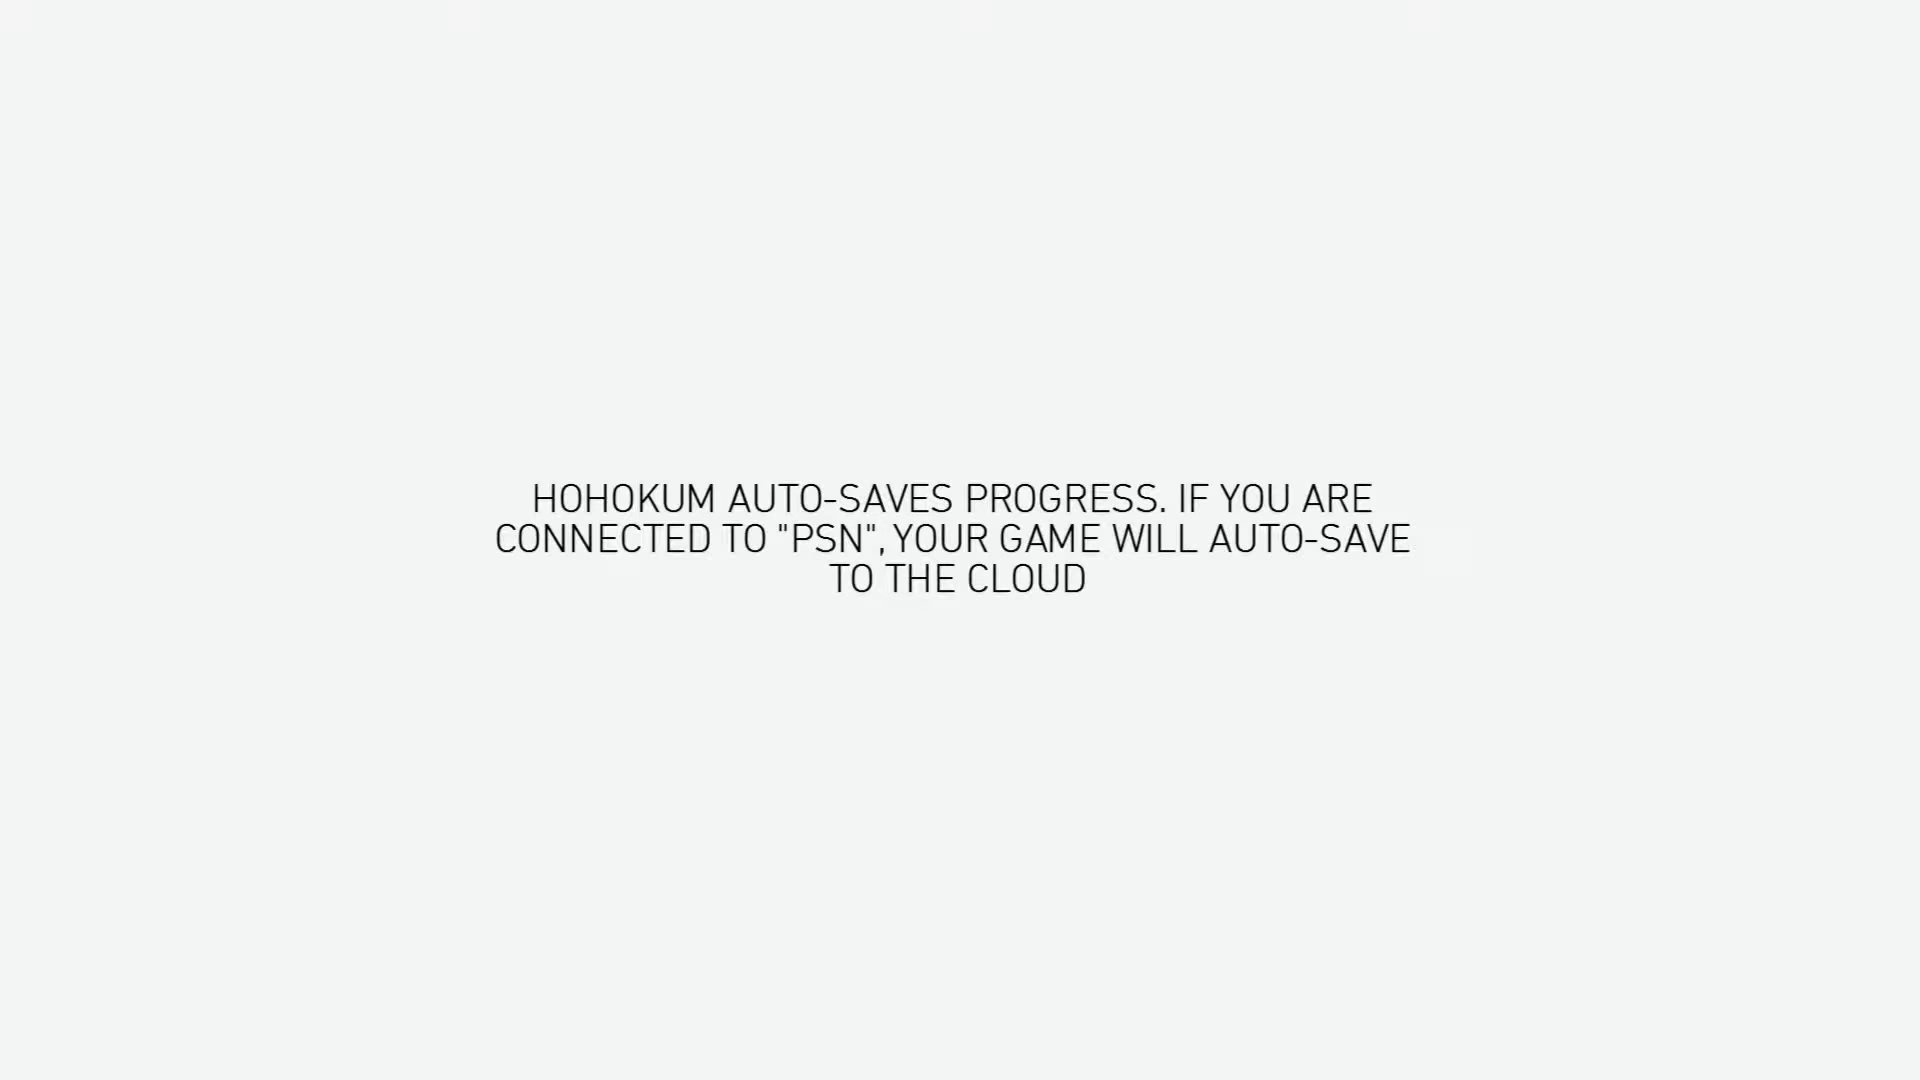 HOHOKUM AUTO-SAVES PROGRESS. IF YOU ARE
CONNECTED TO "PSN", YOUR GAME WILL AUTO-SAVE
TO THE CLOUD